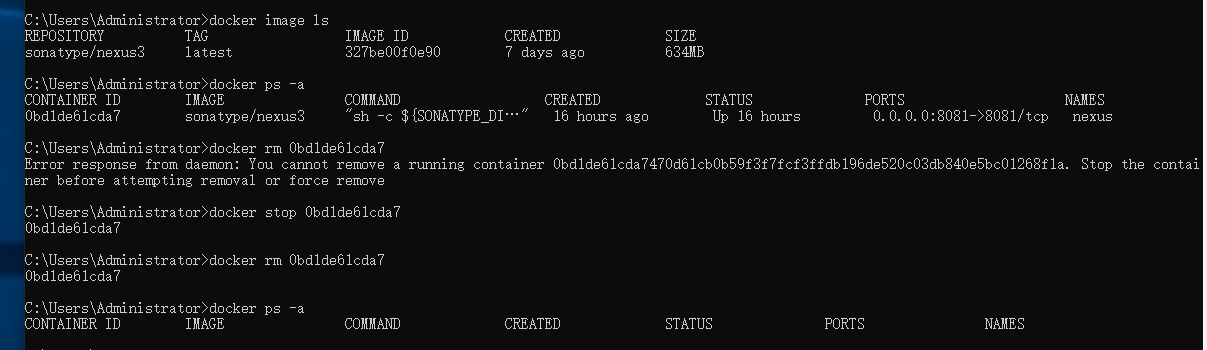 C:\Users\Administrator>docker image ls
REPOSITORY TAG IMAGE ID CREATED SIZE
sonatype/nexus3 latest 327be00f0e90 7 days ago 634MB
C:\Users\Administrator>docker ps -a
CONTAINER ID IMAGE COMMAND CREATED STATUS PORTS NAMES
0bd1de61cda7 sonatype/nexus3 "sh -c ${SONATYPE_DI…" 16 hours ago Up 16 hours 0.0.0.0:8081->8081/tcp nexus
C:\Users\Administrator>docker rm 0bd1de61cda7
Error response from daemon: You cannot remove a running container 0bd1de61cda7470d61cb0b59f3f7fcf3ffdb196de520c03db840e5bc01268f1a. Stop the contai
ner before attempting removal or force remove
C:\Users\Administrator>docker stop 0bd1de61cda7
0bd1de61cda7
C:\Users\Administrator>docker rm 0bd1de61cda7
0bd1de61cda7
C:\Users\Administrator>docker ps -a
CONTAINER ID IMAGE COMMAND CREATED STATUS PORTS NAMES